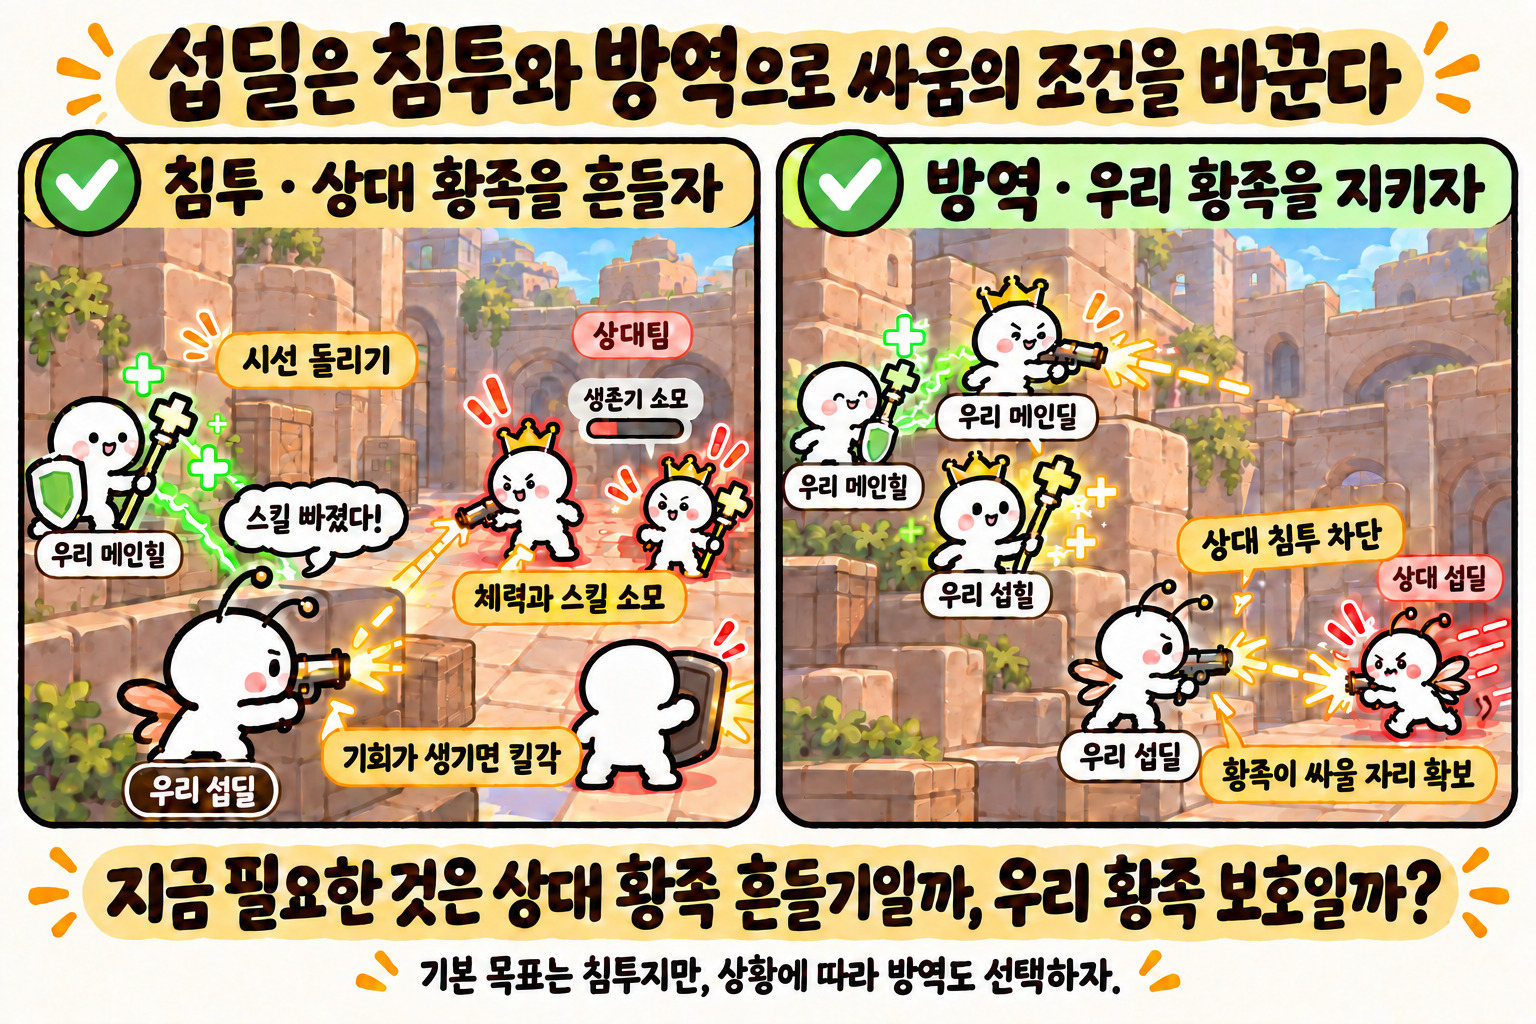 섭딜은 침투와 방역으로 싸움의 조건을 바꾼다
침투 · 상대 황족을 흔들자
시선 돌리기
상대팀
생존기 소모
우리 메인힐
스킬 빠졌다!
체력과 스킬 소모
기회가 생기면 킬각
우리 섭딜
방역 · 우리 황족을 지키자
우리 메인딜
우리 메인힐
우리 섭힐
상대 침투 차단
상대 섭딜
우리 섭딜
황족이 싸울 자리 확보
지금 필요한 것은 상대 황족 흔들기일까, 우리 황족 보호일까?
기본 목표는 침투지만, 상황에 따라 방역도 선택하자.